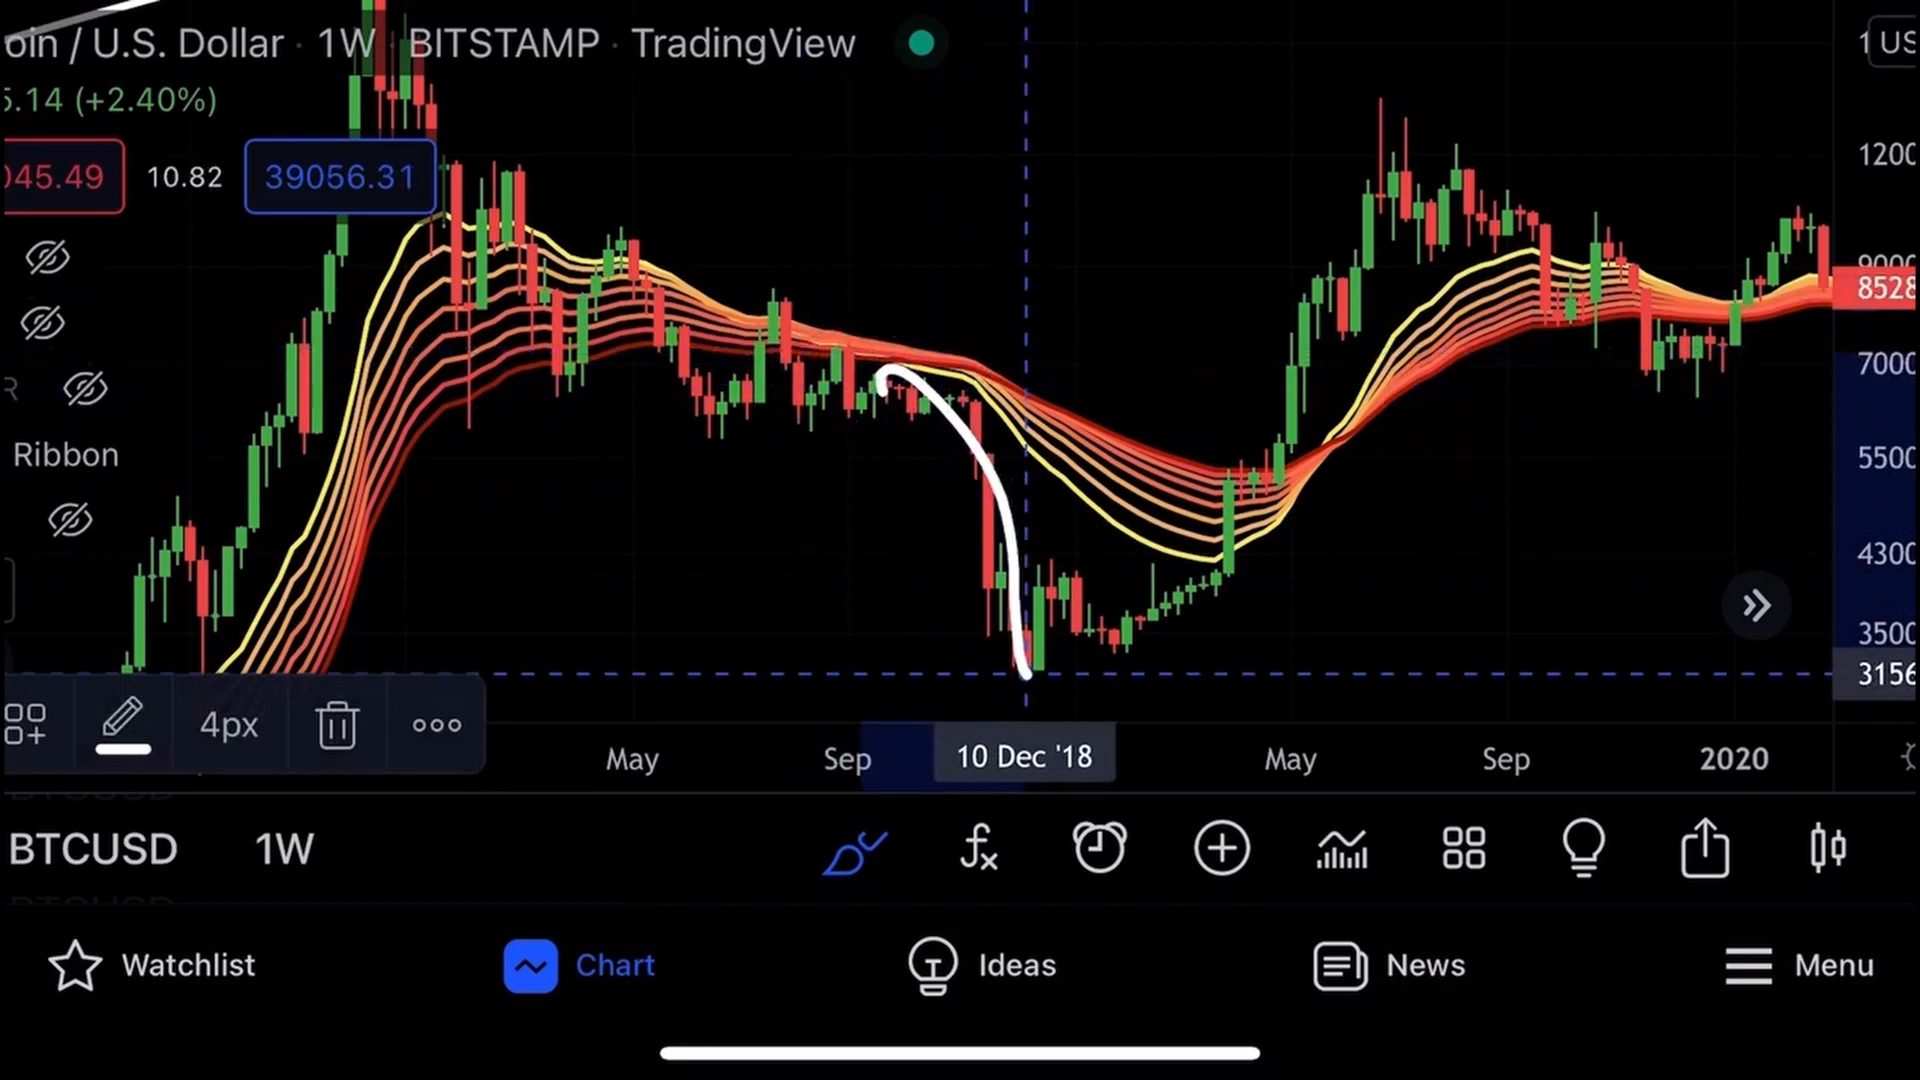 oin / U.S. Dollar · 1W BITSTAMP · TradingView
1 US
5.14 (+2.40%)
045.49 10.82 39056.31
1200
9000
8528
R
7000
Ribbon
5500
4300
3500
3156
4px
May Sep 10 Dec '18 May Sep 2020
BTCUSD 1W
Watchlist Chart Ideas News Menu